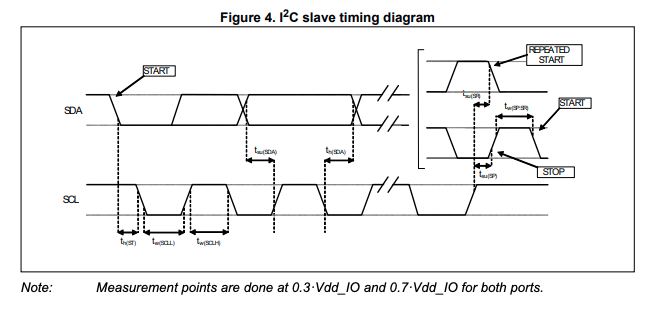 Figure 4. I²C slave timing diagram
REPEATED
START
START
SDA
tsu(SR)
tw(SP:SR)
START
tsu(SDA)
th(SDA)
tsu(SP)
STOP
SCL
th(ST)
tw(SCLL)
tw(SCLH)
Note: Measurement points are done at 0.3·Vdd_IO and 0.7·Vdd_IO for both ports.